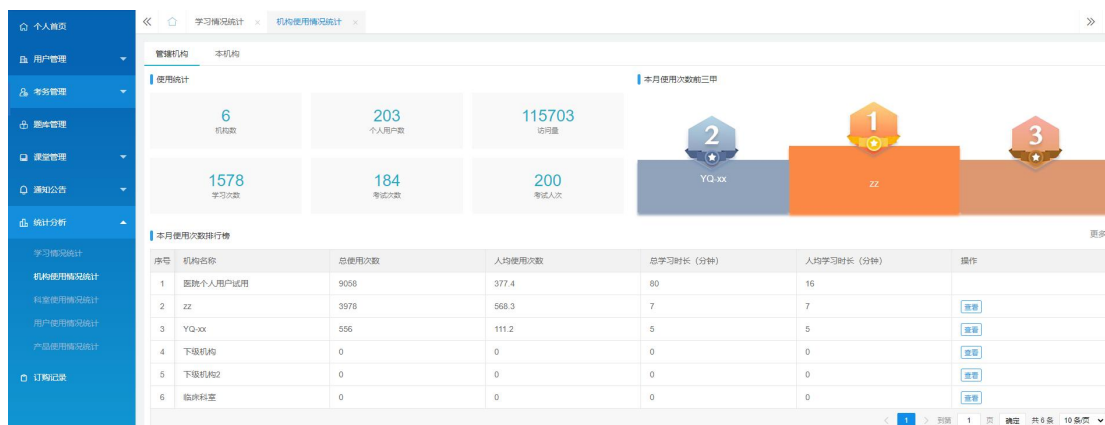 个人首页
用户管理
考务管理
题库管理
课堂管理
通知公告
统计分析
学习情况统计
机构使用情况统计
科室使用情况统计
用户使用情况统计
产品使用情况统计
订购记录
学习情况统计 × 机构使用情况统计 ×
管辖机构 本机构
使用统计
6 203 115703
机构数 个人用户数 访问量
1578 184 200
学习次数 考试次数 考试人次
本月使用次数前三甲
2 1 3
YQ-xx zz
本月使用次数排行榜 更多
序号 机构名称 总使用次数 人均使用次数 总学习时长（分钟） 人均学习时长（分钟） 操作
1 医院个人用户试用 9058 377.4 80 16
2 zz 3978 568.3 7 7 查看
3 YQ-xx 556 111.2 5 5 查看
4 下级机构 0 0 0 0 查看
5 下级机构2 0 0 0 0 查看
6 临床科室 0 0 0 0 查看
1 到第 1 页 确定 共 6 条 10 条/页